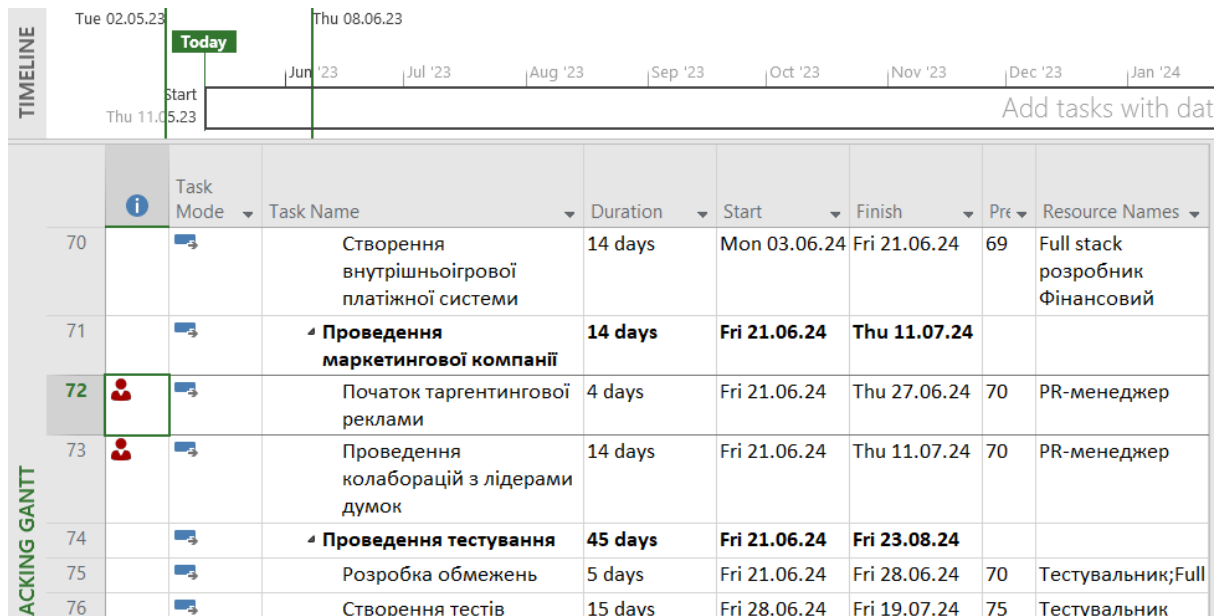 Tue 02.05.23
Thu 08.06.23
Today
Jun '23 Jul '23 Aug '23 Sep '23 Oct '23 Nov '23 Dec '23 Jan '24
Start
Thu 11.05.23
Add tasks with dat
TIMELINE
Task
Mode Task Name Duration Start Finish Pre Resource Names
70 Створення 14 days Mon 03.06.24 Fri 21.06.24 69 Full stack
внутрішньоігрової розробник
платіжної системи Фінансовий
71 Проведення 14 days Fri 21.06.24 Thu 11.07.24
маркетингової компанії
72 Початок таргентингової 4 days Fri 21.06.24 Thu 27.06.24 70 PR-менеджер
реклами
73 Проведення 14 days Fri 21.06.24 Thu 11.07.24 70 PR-менеджер
колаборацій з лідерами
думок
74 Проведення тестування 45 days Fri 21.06.24 Fri 23.08.24
75 Розробка обмежень 5 days Fri 21.06.24 Fri 28.06.24 70 Тестувальник;Full
76 Створення тестів 15 days Fri 28.06.24 Fri 19.07.24 75 Тестувальник
ACKING GANTT